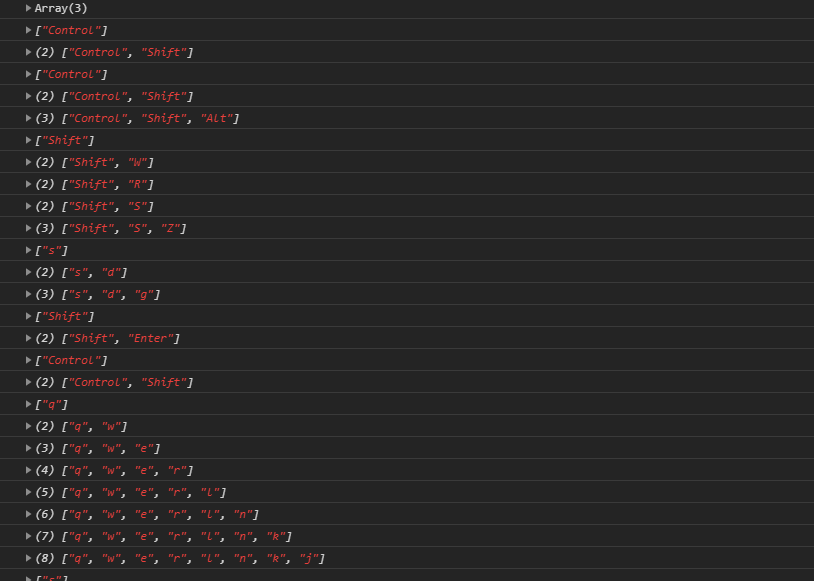 Array(3)
["Control"]
(2) ["Control", "Shift"]
["Control"]
(2) ["Control", "Shift"]
(3) ["Control", "Shift", "Alt"]
["Shift"]
(2) ["Shift", "W"]
(2) ["Shift", "R"]
(2) ["Shift", "S"]
(3) ["Shift", "S", "Z"]
["s"]
(2) ["s", "d"]
(3) ["s", "d", "g"]
["Shift"]
(2) ["Shift", "Enter"]
["Control"]
(2) ["Control", "Shift"]
["q"]
(2) ["q", "w"]
(3) ["q", "w", "e"]
(4) ["q", "w", "e", "r"]
(5) ["q", "w", "e", "r", "l"]
(6) ["q", "w", "e", "r", "l", "n"]
(7) ["q", "w", "e", "r", "l", "n", "k"]
(8) ["q", "w", "e", "r", "l", "n", "k", "j"]